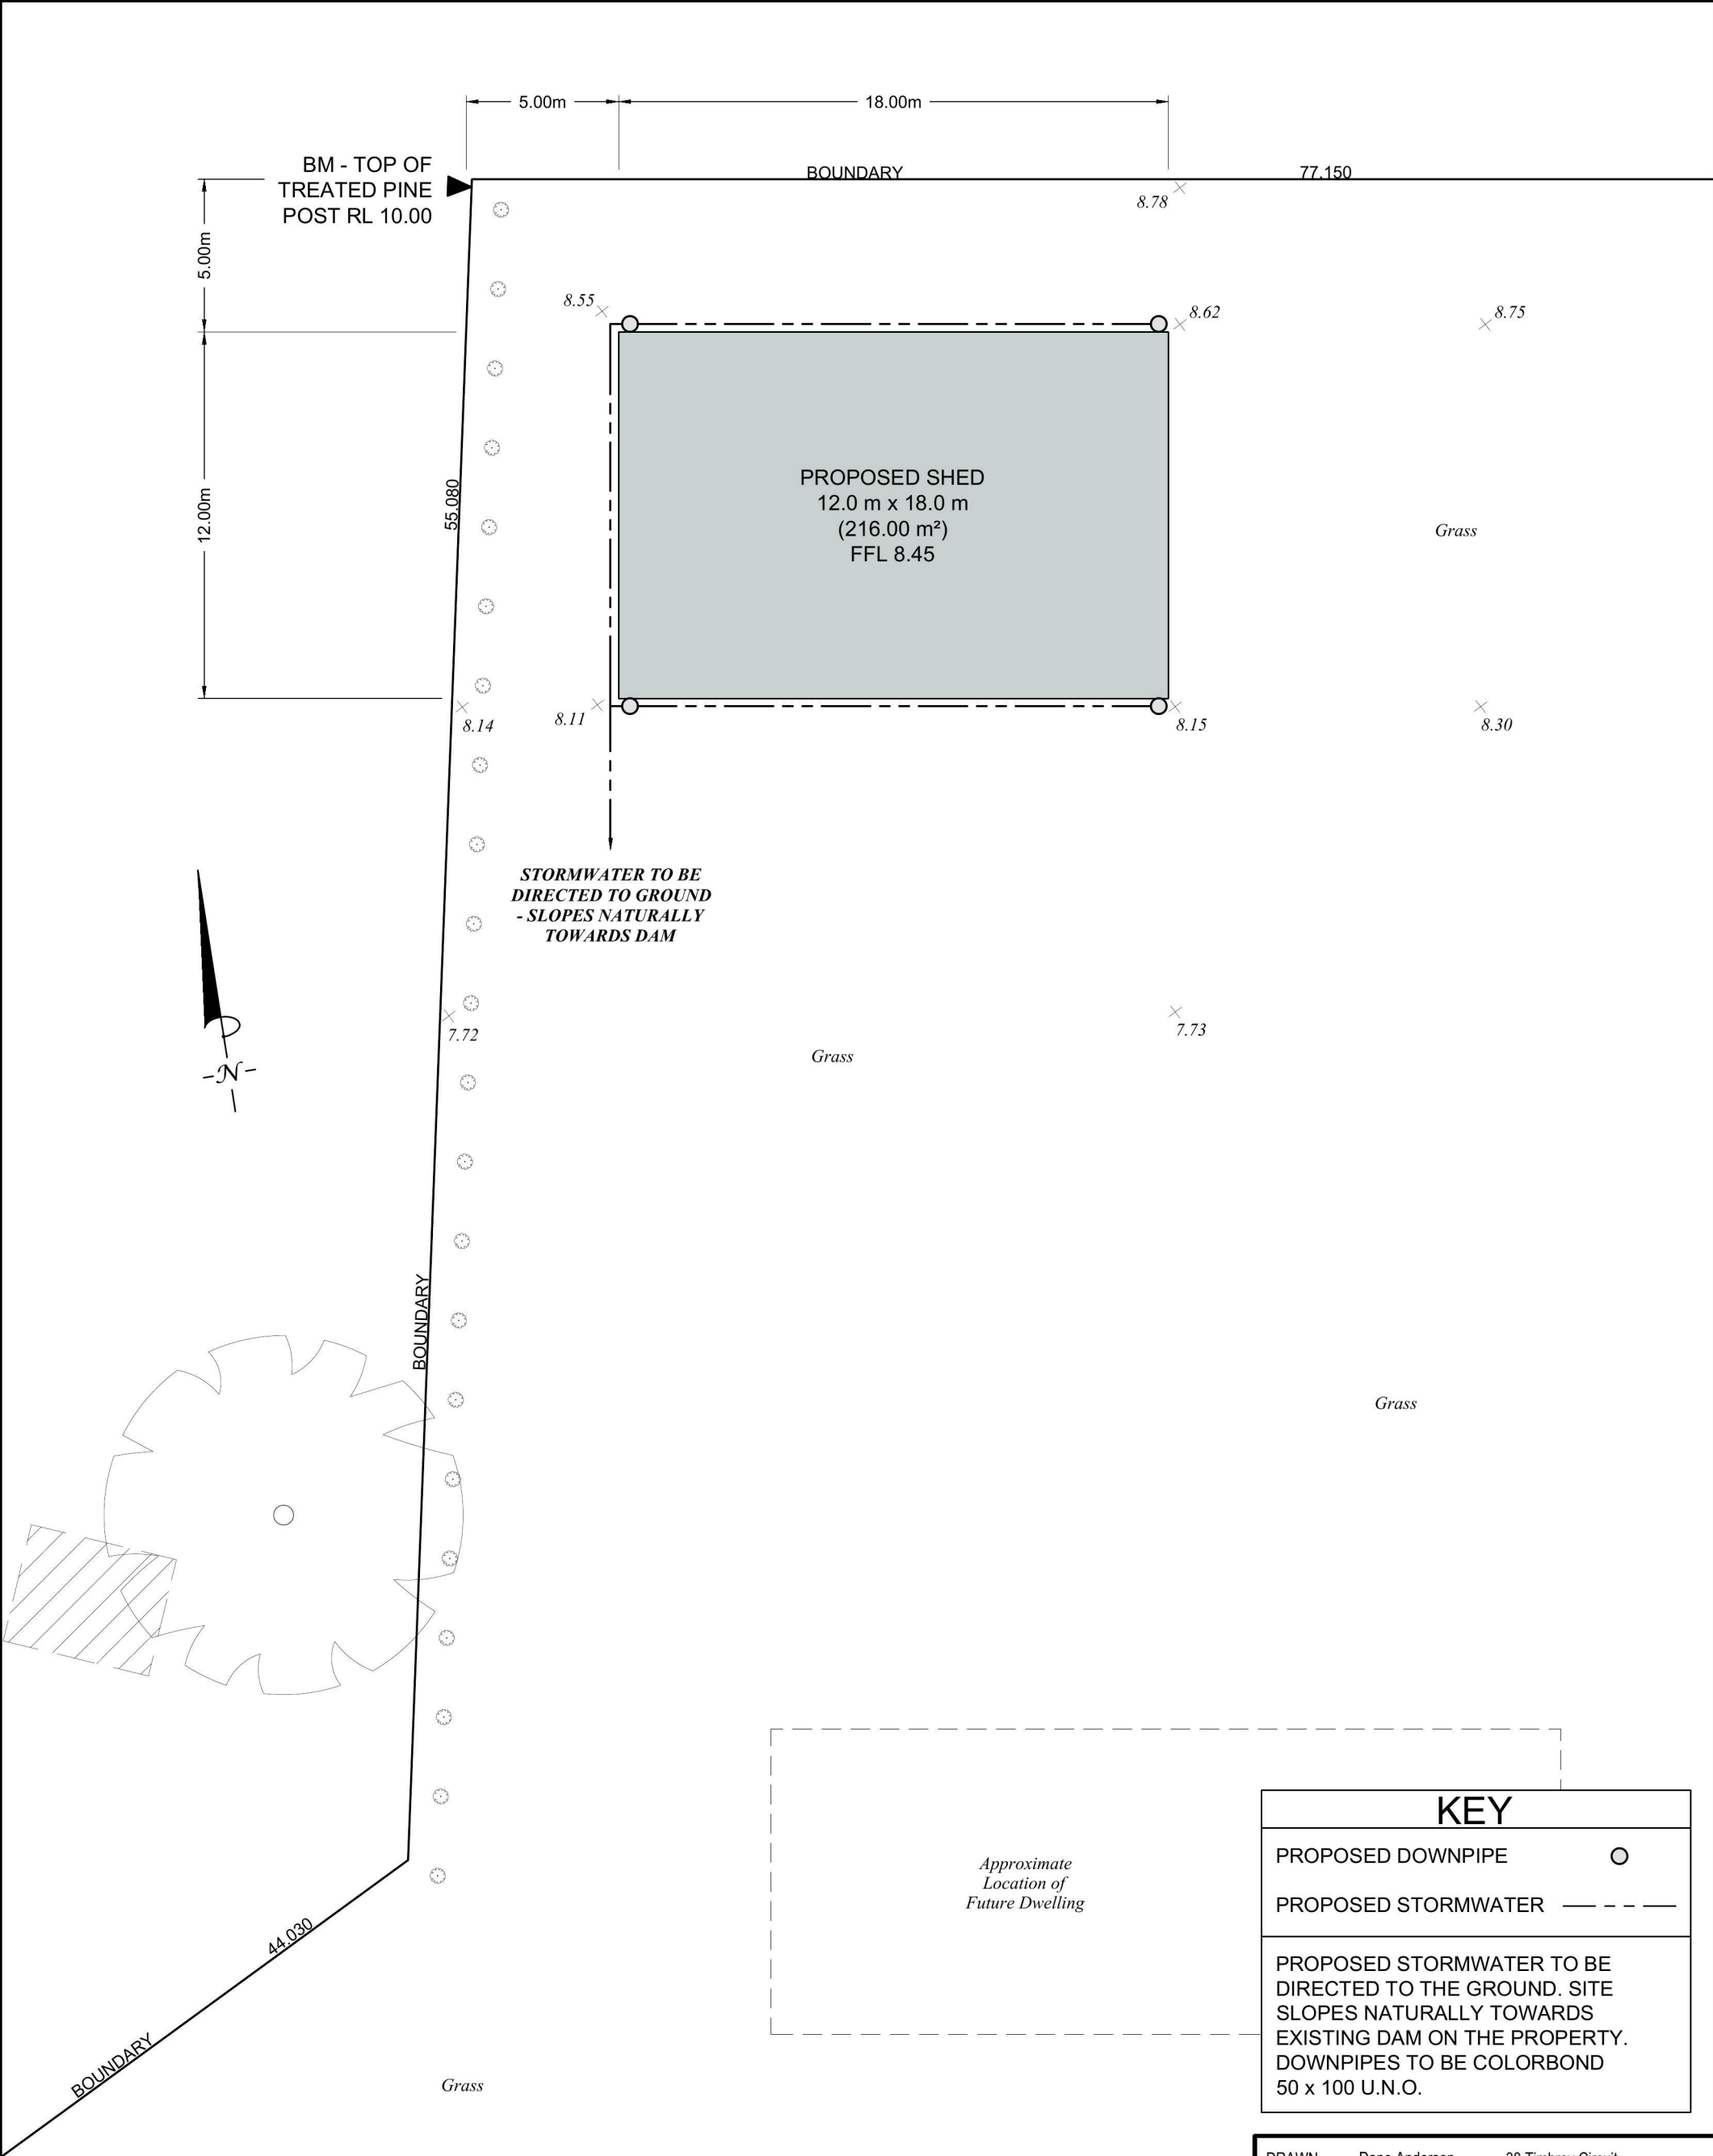 5.00m
18.00m
BM - TOP OF
TREATED PINE
POST RL 10.00
BOUNDARY
77.150
8.78
5.00m
8.55
8.62
8.75
12.00m
55.080
PROPOSED SHED
12.0 m x 18.0 m
(216.00 m²)
FFL 8.45
Grass
8.14
8.11
8.15
8.30
STORMWATER TO BE
DIRECTED TO GROUND
- SLOPES NATURALLY
TOWARDS DAM
7.72
7.73
-N-
Grass
BOUNDARY
Grass
Approximate
Location of
Future Dwelling
44.030
BOUNDARY
Grass
KEY
PROPOSED DOWNPIPE
PROPOSED STORMWATER
PROPOSED STORMWATER TO BE
DIRECTED TO THE GROUND. SITE
SLOPES NATURALLY TOWARDS
EXISTING DAM ON THE PROPERTY.
DOWNPIPES TO BE COLORBOND
50 x 100 U.N.O.